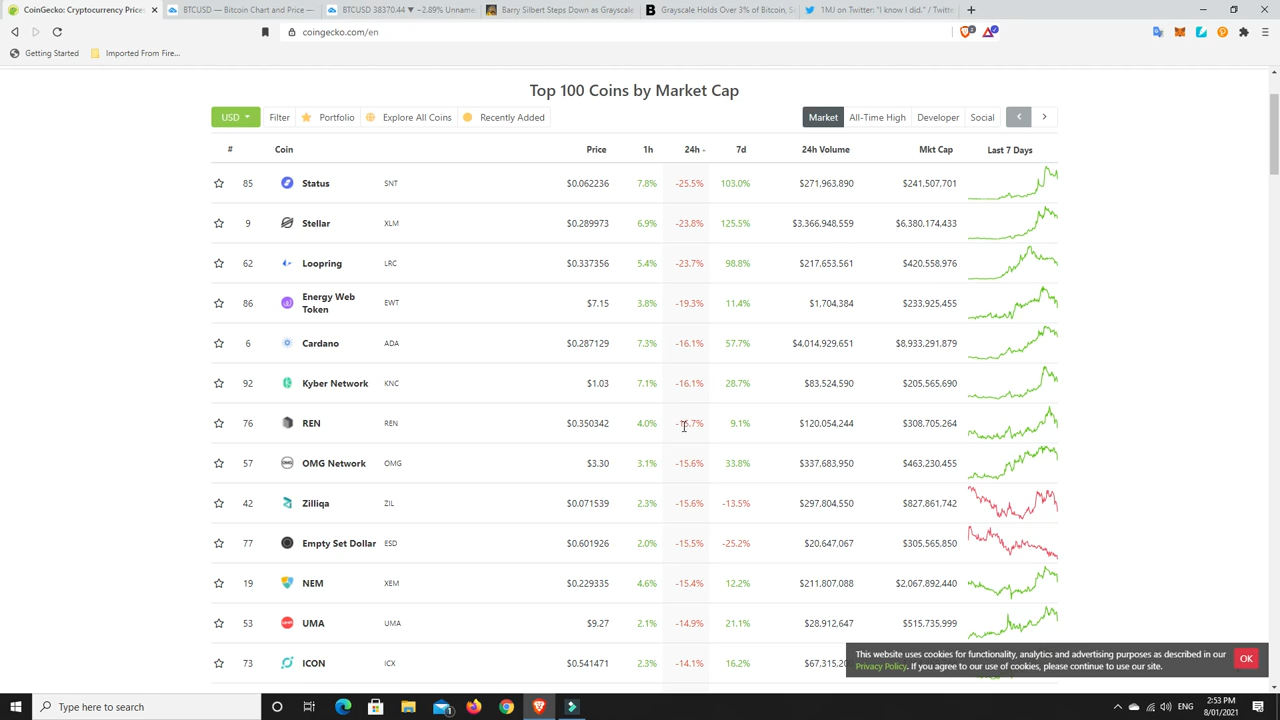 CoinGecko: Cryptocurrency Prices
BTCUSD — Bitcoin Chart and Price —
BTCUSD 38370.44 ▼ −2.89% Unname
Barry Silbert Steps Down as Grayscale
Grayscale Holds Over 3% of Bitcoin, S
1MJ on Twitter: "I know I did." / Twitte
coingecko.com/en
Getting Started
Imported From Fire...
Top 100 Coins by Market Cap
USD Filter Portfolio Explore All Coins Recently Added Market All-Time High Developer Social
# Coin Price 1h 24h 7d 24h Volume Mkt Cap Last 7 Days
85 Status SNT $0.062236 7.8% -25.5% 103.0% $271,963,890 $241,507,701
9 Stellar XLM $0.289973 6.9% -23.8% 125.5% $3,366,948,559 $6,380,174,433
62 Loopring LRC $0.337356 5.4% -23.7% 98.8% $217,653,561 $420,558,976
86 Energy Web Token EWT $7.15 3.8% -19.3% 11.4% $1,704,384 $233,925,455
6 Cardano ADA $0.287129 7.3% -16.1% 57.7% $4,014,929,651 $8,933,291,879
92 Kyber Network KNC $1.03 7.1% -16.1% 28.7% $83,524,590 $205,565,690
76 REN REN $0.350342 4.0% 9.1% $120,054,244 $308,705,264
57 OMG Network OMG $3.30 3.1% -15.6% 33.8% $337,683,950 $463,230,455
42 Zilliqa ZIL $0.071539 2.3% -15.6% -13.5% $297,804,550 $827,861,742
77 Empty Set Dollar ESD $0.601926 2.0% -15.5% -25.2% $20,647,067 $305,565,850
19 NEM XEM $0.229335 4.6% -15.4% 12.2% $211,807,088 $2,067,892,440
53 UMA UMA $9.27 2.1% -14.9% 21.1% $28,912,647 $515,735,999
73 ICON ICX $0.541471 2.3% -14.1% 16.2% $67,315,20
This website uses cookies for functionality, analytics and advertising purposes as described in our
Privacy Policy. If you agree to our use of cookies, please continue to use our site.
OK
Type here to search
ENG
2:53 PM
8/01/2021